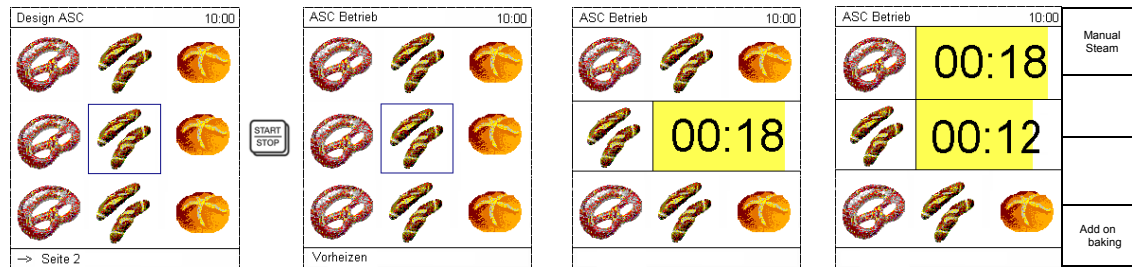 Design ASC 10:00
→ Seite 2
START
STOP
ASC Betrieb 10:00
Vorheizen
ASC Betrieb 10:00
00:18
ASC Betrieb 10:00
00:18
00:12
Manual
Steam
Add on
baking